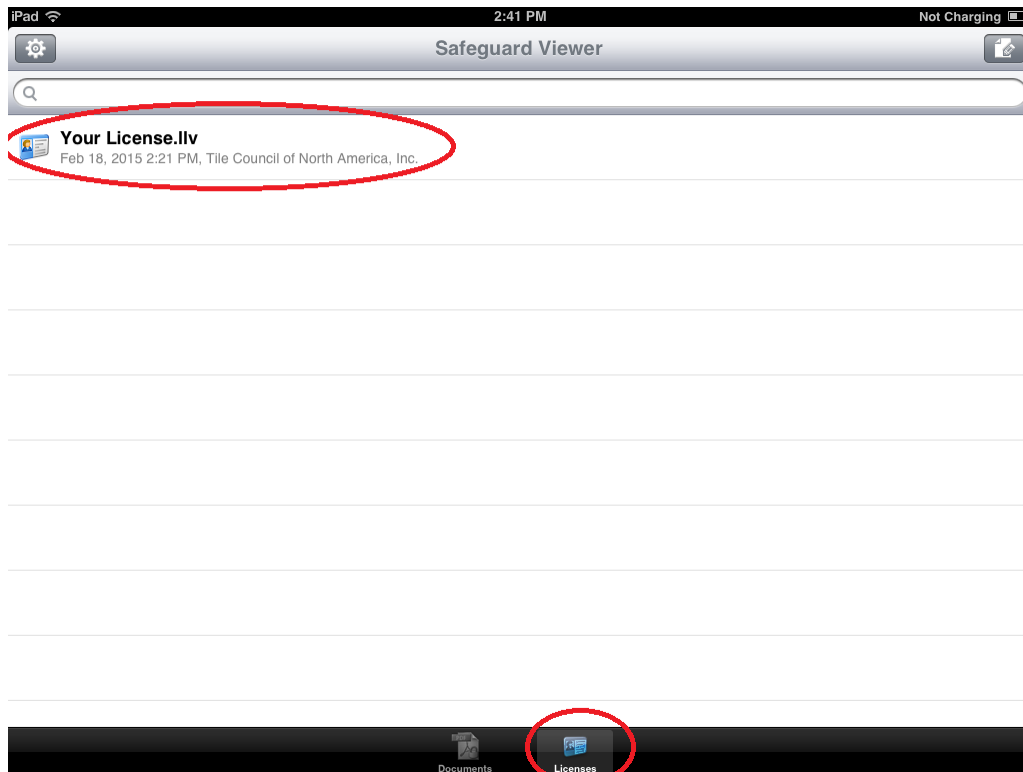 iPad 2:41 PM Not Charging
Safeguard Viewer
Your License.llv
Feb 18, 2015 2:21 PM, Tile Council of North America, Inc.
Documents Licenses